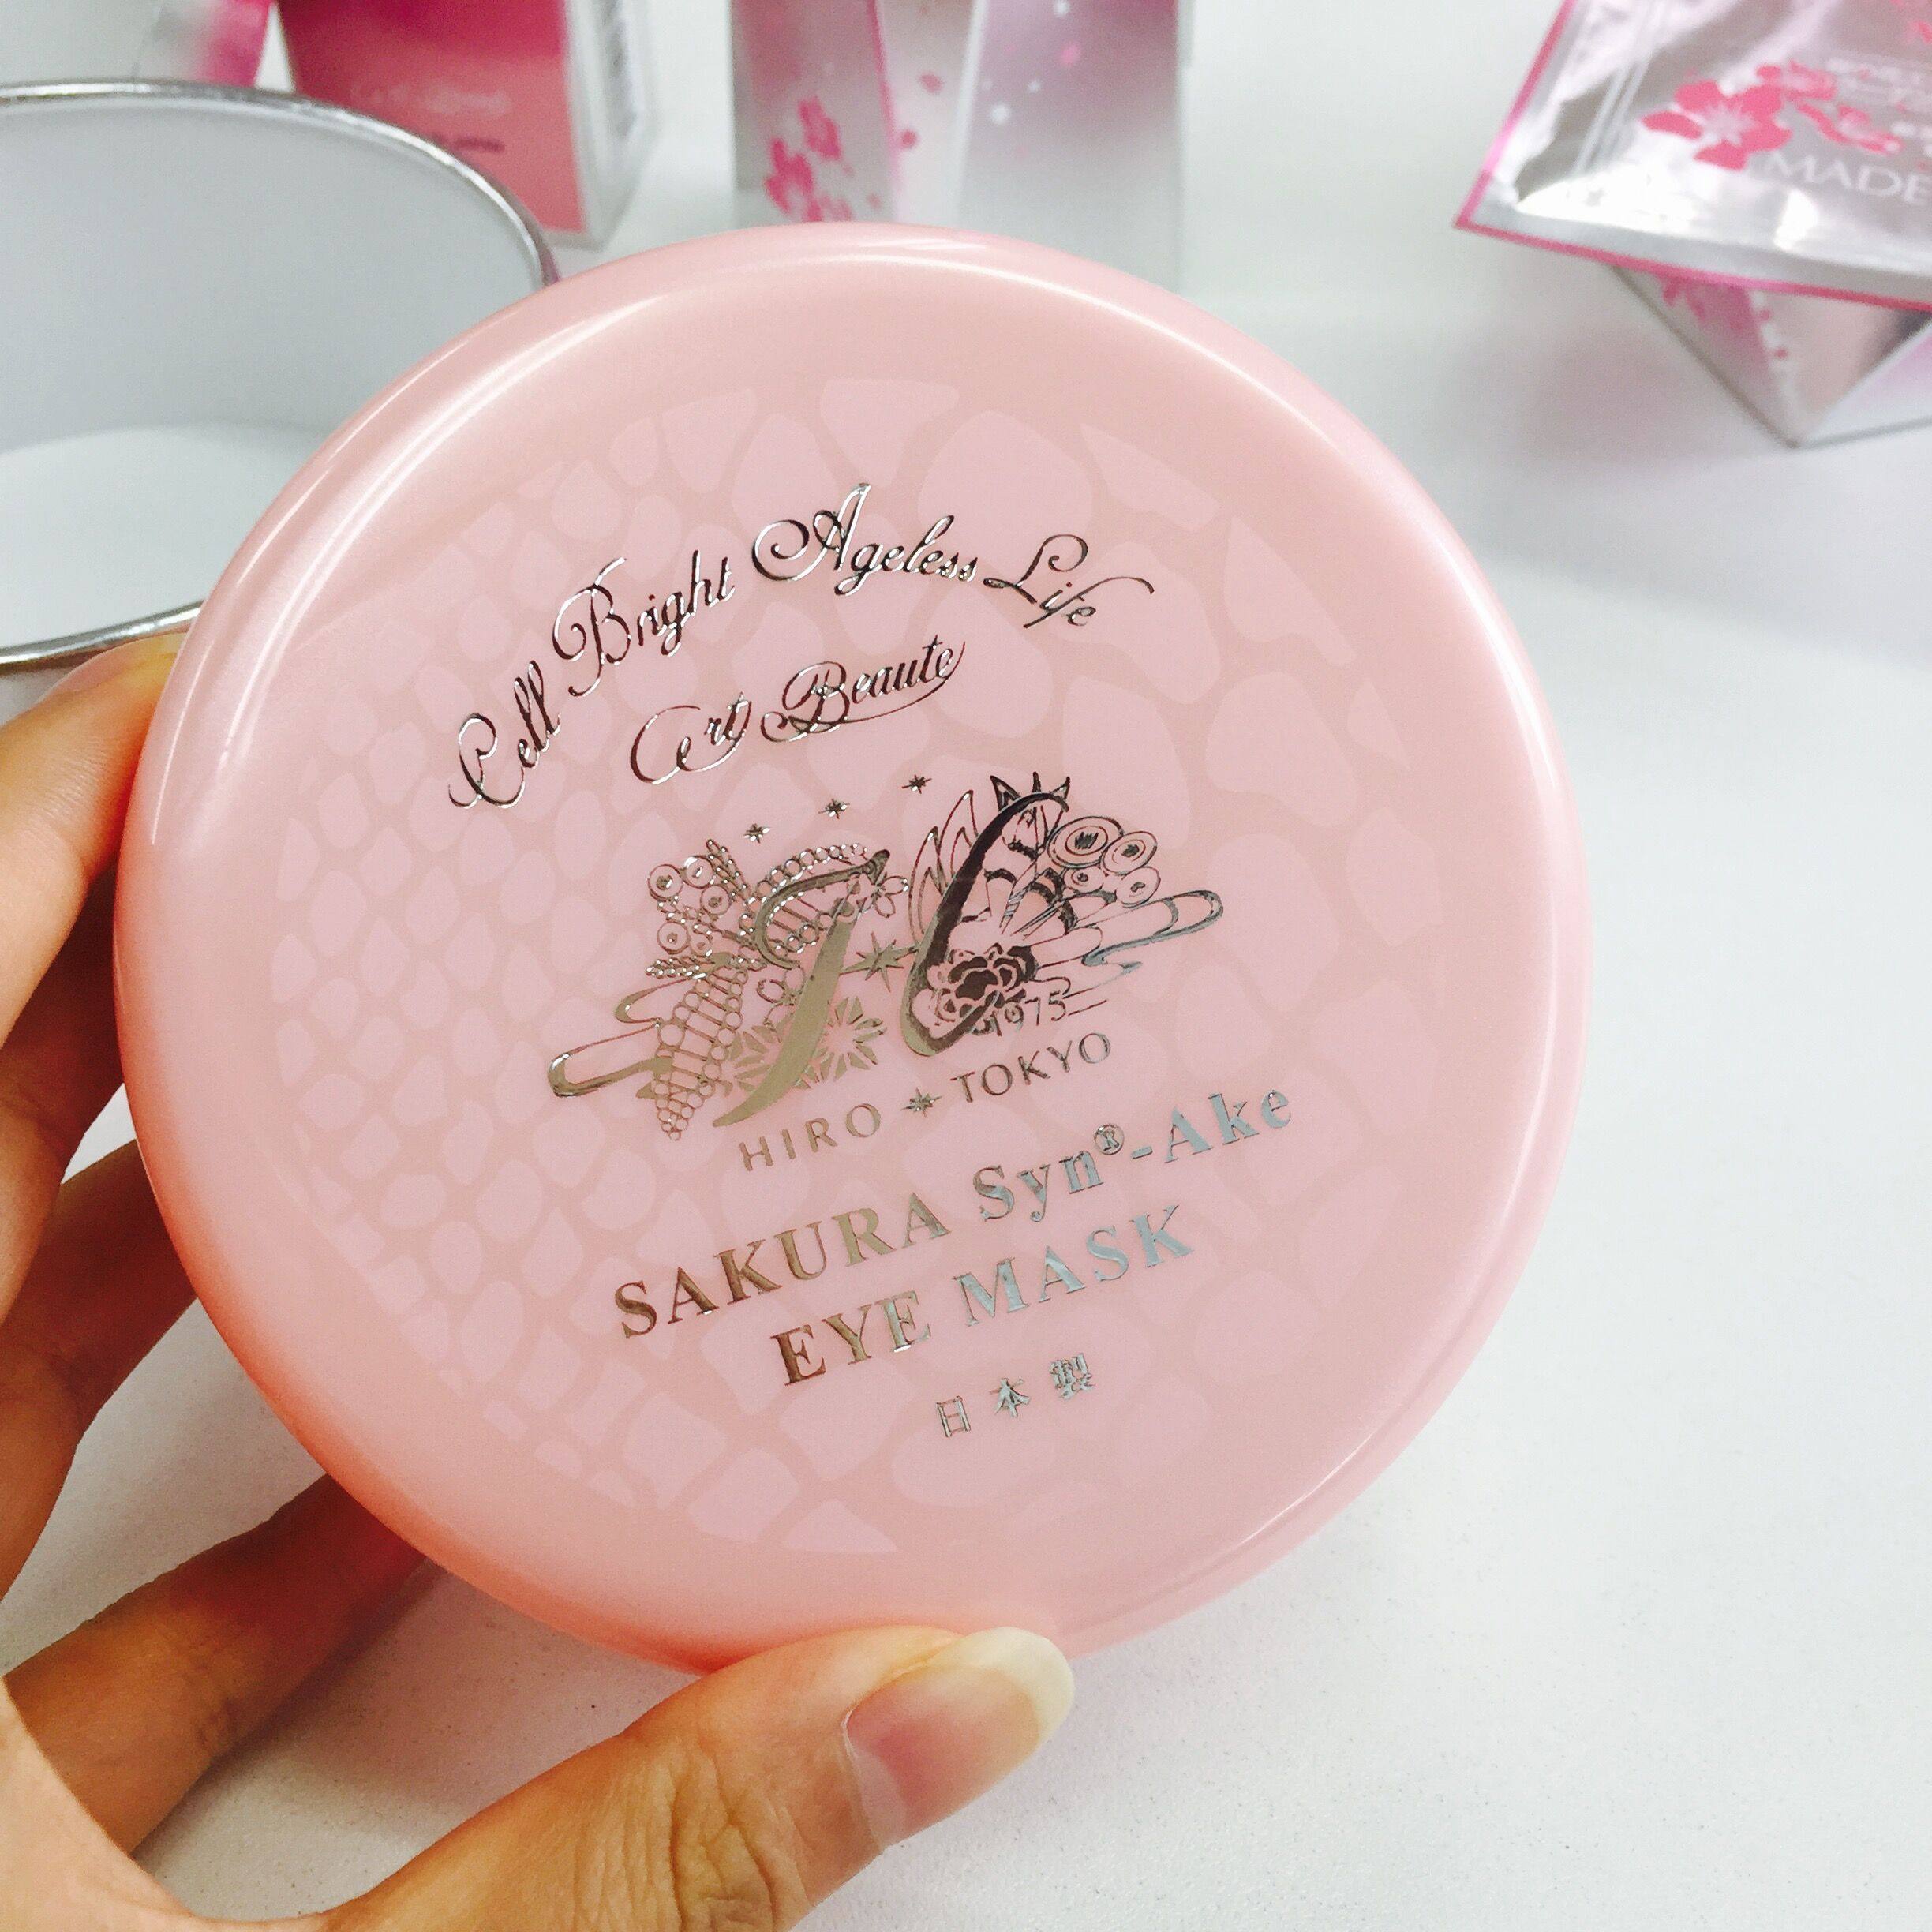 Cell Bright Ageless Life
Art Beaute
H
1975
HIRO TOKYO
SAKURA Syn®-Ake
EYE MASK
日本製
MADE